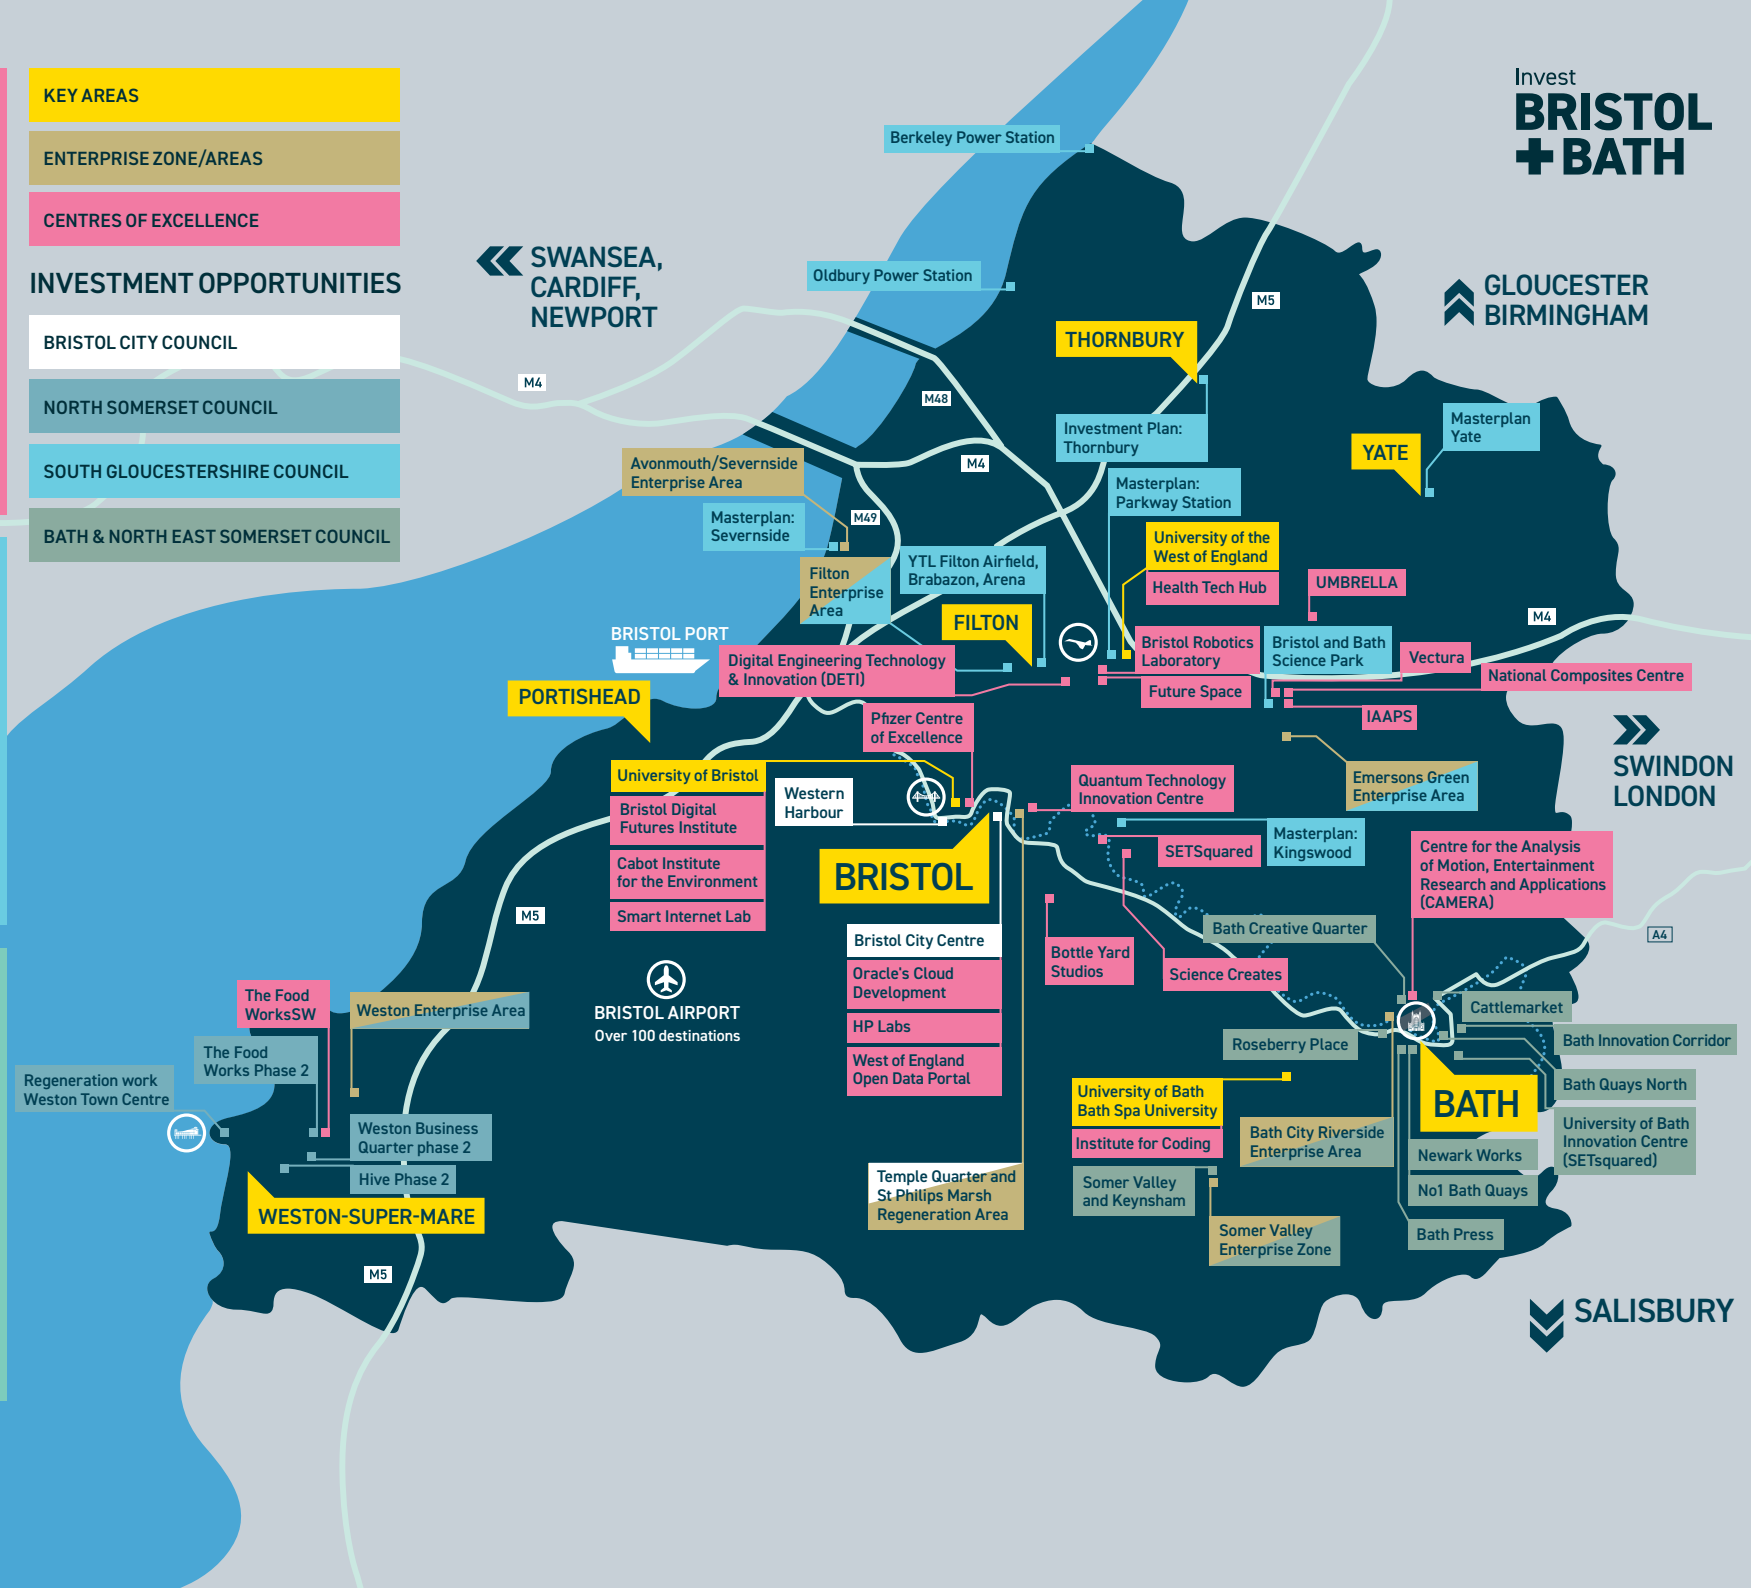 KEY AREAS
ENTERPRISE ZONE/AREAS
CENTRES OF EXCELLENCE
INVESTMENT OPPORTUNITIES
BRISTOL CITY COUNCIL
NORTH SOMERSET COUNCIL
SOUTH GLOUCESTERSHIRE COUNCIL
BATH & NORTH EAST SOMERSET COUNCIL
Invest
BRISTOL
+BATH
SWANSEA,
CARDIFF,
NEWPORT
GLOUCESTER
BIRMINGHAM
Berkeley Power Station
Oldbury Power Station
M5
THORNBURY
M4
M48
Investment Plan:
Thornbury
Masterplan
Yate
YATE
M4
Avonmouth/Severnside
Enterprise Area
Masterplan:
Parkway Station
Masterplan:
Severnside
M49
University of the
West of England
Health Tech Hub
YTL Filton Airfield,
Brabazon, Arena
Filton
Enterprise
Area
UMBRELLA
FILTON
M4
BRISTOL PORT
Bristol Robotics
Laboratory
Bristol and Bath
Science Park
Vectura
Digital Engineering Technology
& Innovation (DETI)
National Composites Centre
Future Space
PORTISHEAD
IAAPS
Pfizer Centre
of Excellence
SWINDON
LONDON
University of Bristol
Bristol Digital
Futures Institute
Cabot Institute
for the Environment
Smart Internet Lab
Western
Harbour
Quantum Technology
Innovation Centre
Emersons Green
Enterprise Area
Masterplan:
Kingswood
SETSquared
Centre for the Analysis
of Motion, Entertainment
Research and Applications
(CAMERA)
BRISTOL
M5
Bath Creative Quarter
A4
Bristol City Centre
Oracle's Cloud
Development
HP Labs
West of England
Open Data Portal
Bottle Yard
Studios
Science Creates
BRISTOL AIRPORT
Over 100 destinations
The Food
WorksSW
Weston Enterprise Area
Cattlemarket
Roseberry Place
Bath Innovation Corridor
The Food
Works Phase 2
Regeneration work
Weston Town Centre
Bath Quays North
University of Bath
Bath Spa University
Institute for Coding
BATH
Weston Business
Quarter phase 2
Bath City Riverside
Enterprise Area
University of Bath
Innovation Centre
(SETsquared)
Newark Works
Hive Phase 2
Temple Quarter and
St Philips Marsh
Regeneration Area
Somer Valley
and Keynsham
No1 Bath Quays
WESTON-SUPER-MARE
Somer Valley
Enterprise Zone
Bath Press
M5
SALISBURY